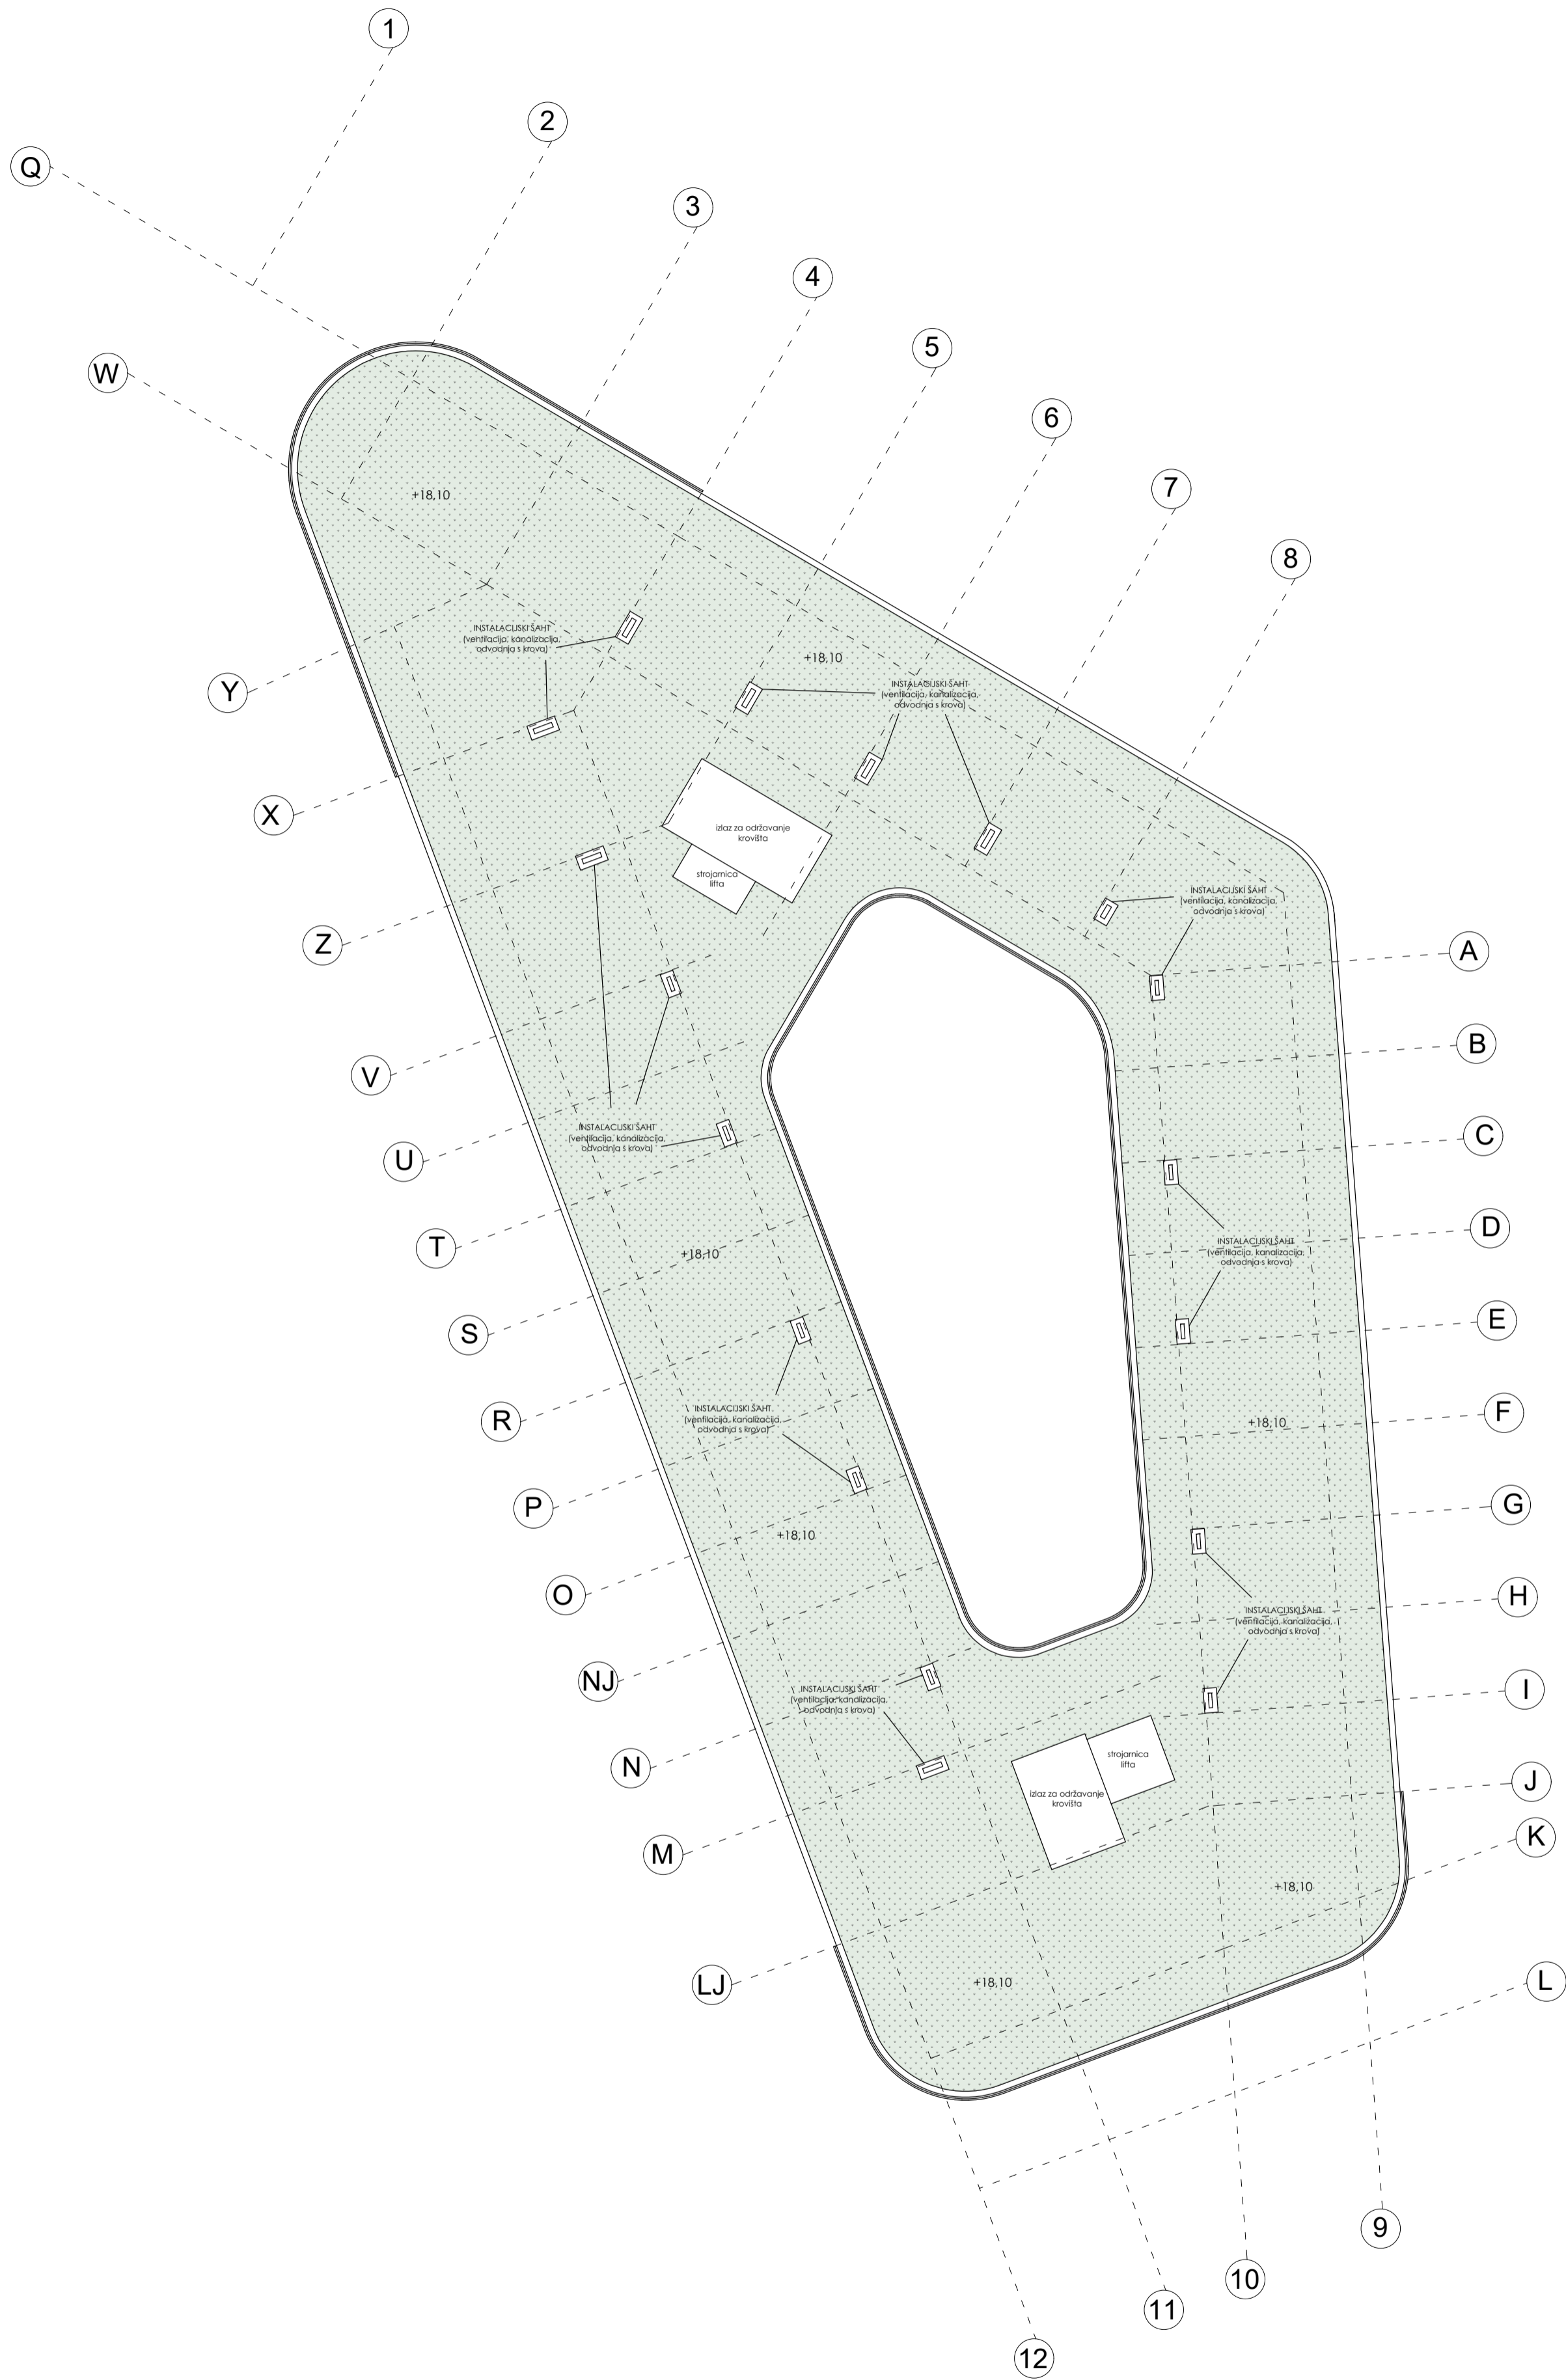 1
2
Q
3
4
5
W
6
7
+18,10
8
INSTALACIJSKI ŠAHT
(ventilacija, kanalizacija,
odvodnja s krova)
+18,10
Y
INSTALACIJSKI ŠAHT
(ventilacija, kanalizacija,
odvodnja s krova)
X
izlaz za održavanje
krovišta
strojarnica
lifta
INSTALACIJSKI ŠAHT
(ventilacija, kanalizacija,
odvodnja s krova)
Z
A
B
V
INSTALACIJSKI ŠAHT
(ventilacija, kanalizacija,
odvodnja s krova)
C
U
D
T
+18,10
INSTALACIJSKI ŠAHT
(ventilacija, kanalizacija,
odvodnja s krova)
E
S
INSTALACIJSKI ŠAHT
(ventilacija, kanalizacija,
odvodnja s krova)
F
R
+18,10
G
P
+18,10
O
H
INSTALACIJSKI ŠAHT
(ventilacija, kanalizacija,
odvodnja s krova)
NJ
I
INSTALACIJSKI ŠAHT
(ventilacija, kanalizacija,
odvodnja s krova)
N
strojarnica
lifta
J
izlaz za održavanje
krovišta
K
M
+18,10
L
LJ
+18,10
9
10
11
12